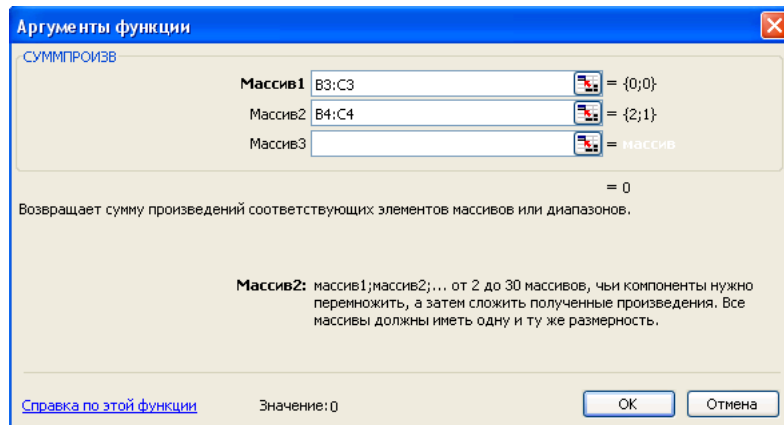 Аргументы функции
СУММПРОИЗВ
Массив1 B3:C3 = {0;0}
Массив2 B4:C4 = {2;1}
Массив3 = массив
= 0
Возвращает сумму произведений соответствующих элементов массивов или диапазонов.
Массив2: массив1;массив2;... от 2 до 30 массивов, чьи компоненты нужно
перемножить, а затем сложить полученные произведения. Все
массивы должны иметь одну и ту же размерность.
Справка по этой функции Значение:0 OK Отмена